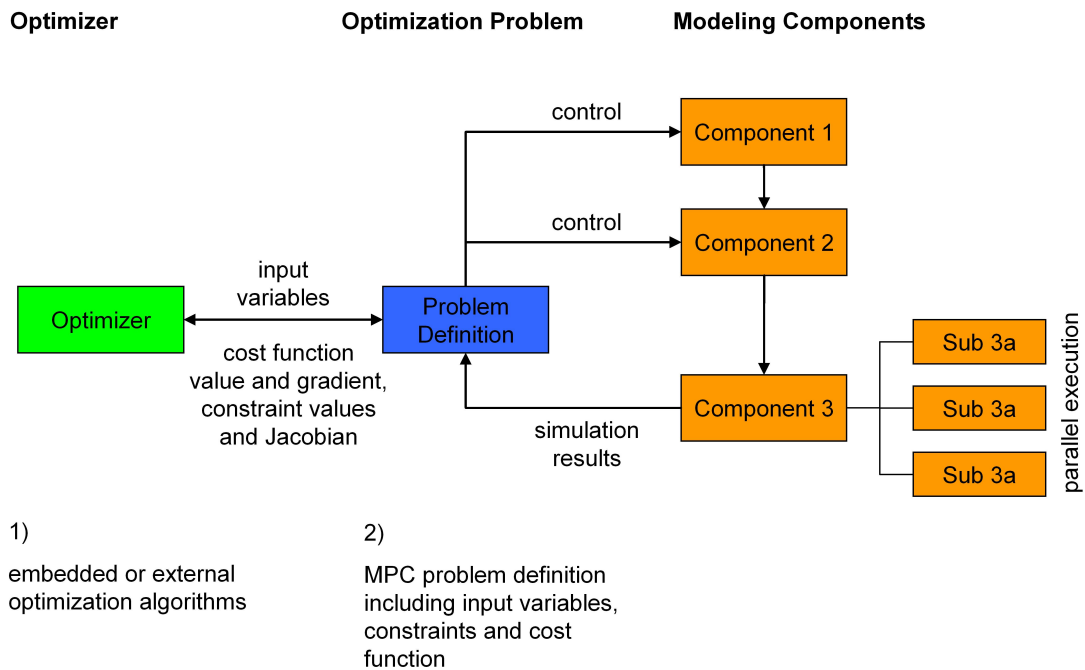 Optimizer
Optimization Problem
Modeling Components
control
Component 1
control
Component 2
input
variables
Optimizer
Problem
Definition
cost function
value and gradient,
constraint values
and Jacobian
Component 3
simulation
results
Sub 3a
Sub 3a
Sub 3a
parallel execution
1)
embedded or external
optimization algorithms
2)
MPC problem definition
including input variables,
constraints and cost
function